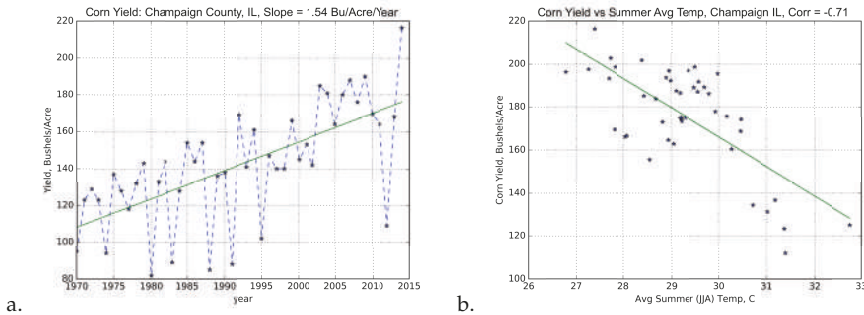 Corn Yield: Champaign County, IL, Slope = 1.54 Bu/Acre/Year
220
200
180
160
140
120
100
80
Yield, Bushels/Acre
1970 1975 1980 1985 1990 1995 2000 2005 2010 2015
year
a.
Corn Yield vs Summer Avg Temp, Champaign IL, Corr = -0.71
220
200
180
160
140
120
100
Corn Yield, Bushels/Acre
26 27 28 29 30 31 32 33
Avg Summer (JJA) Temp, C
b.